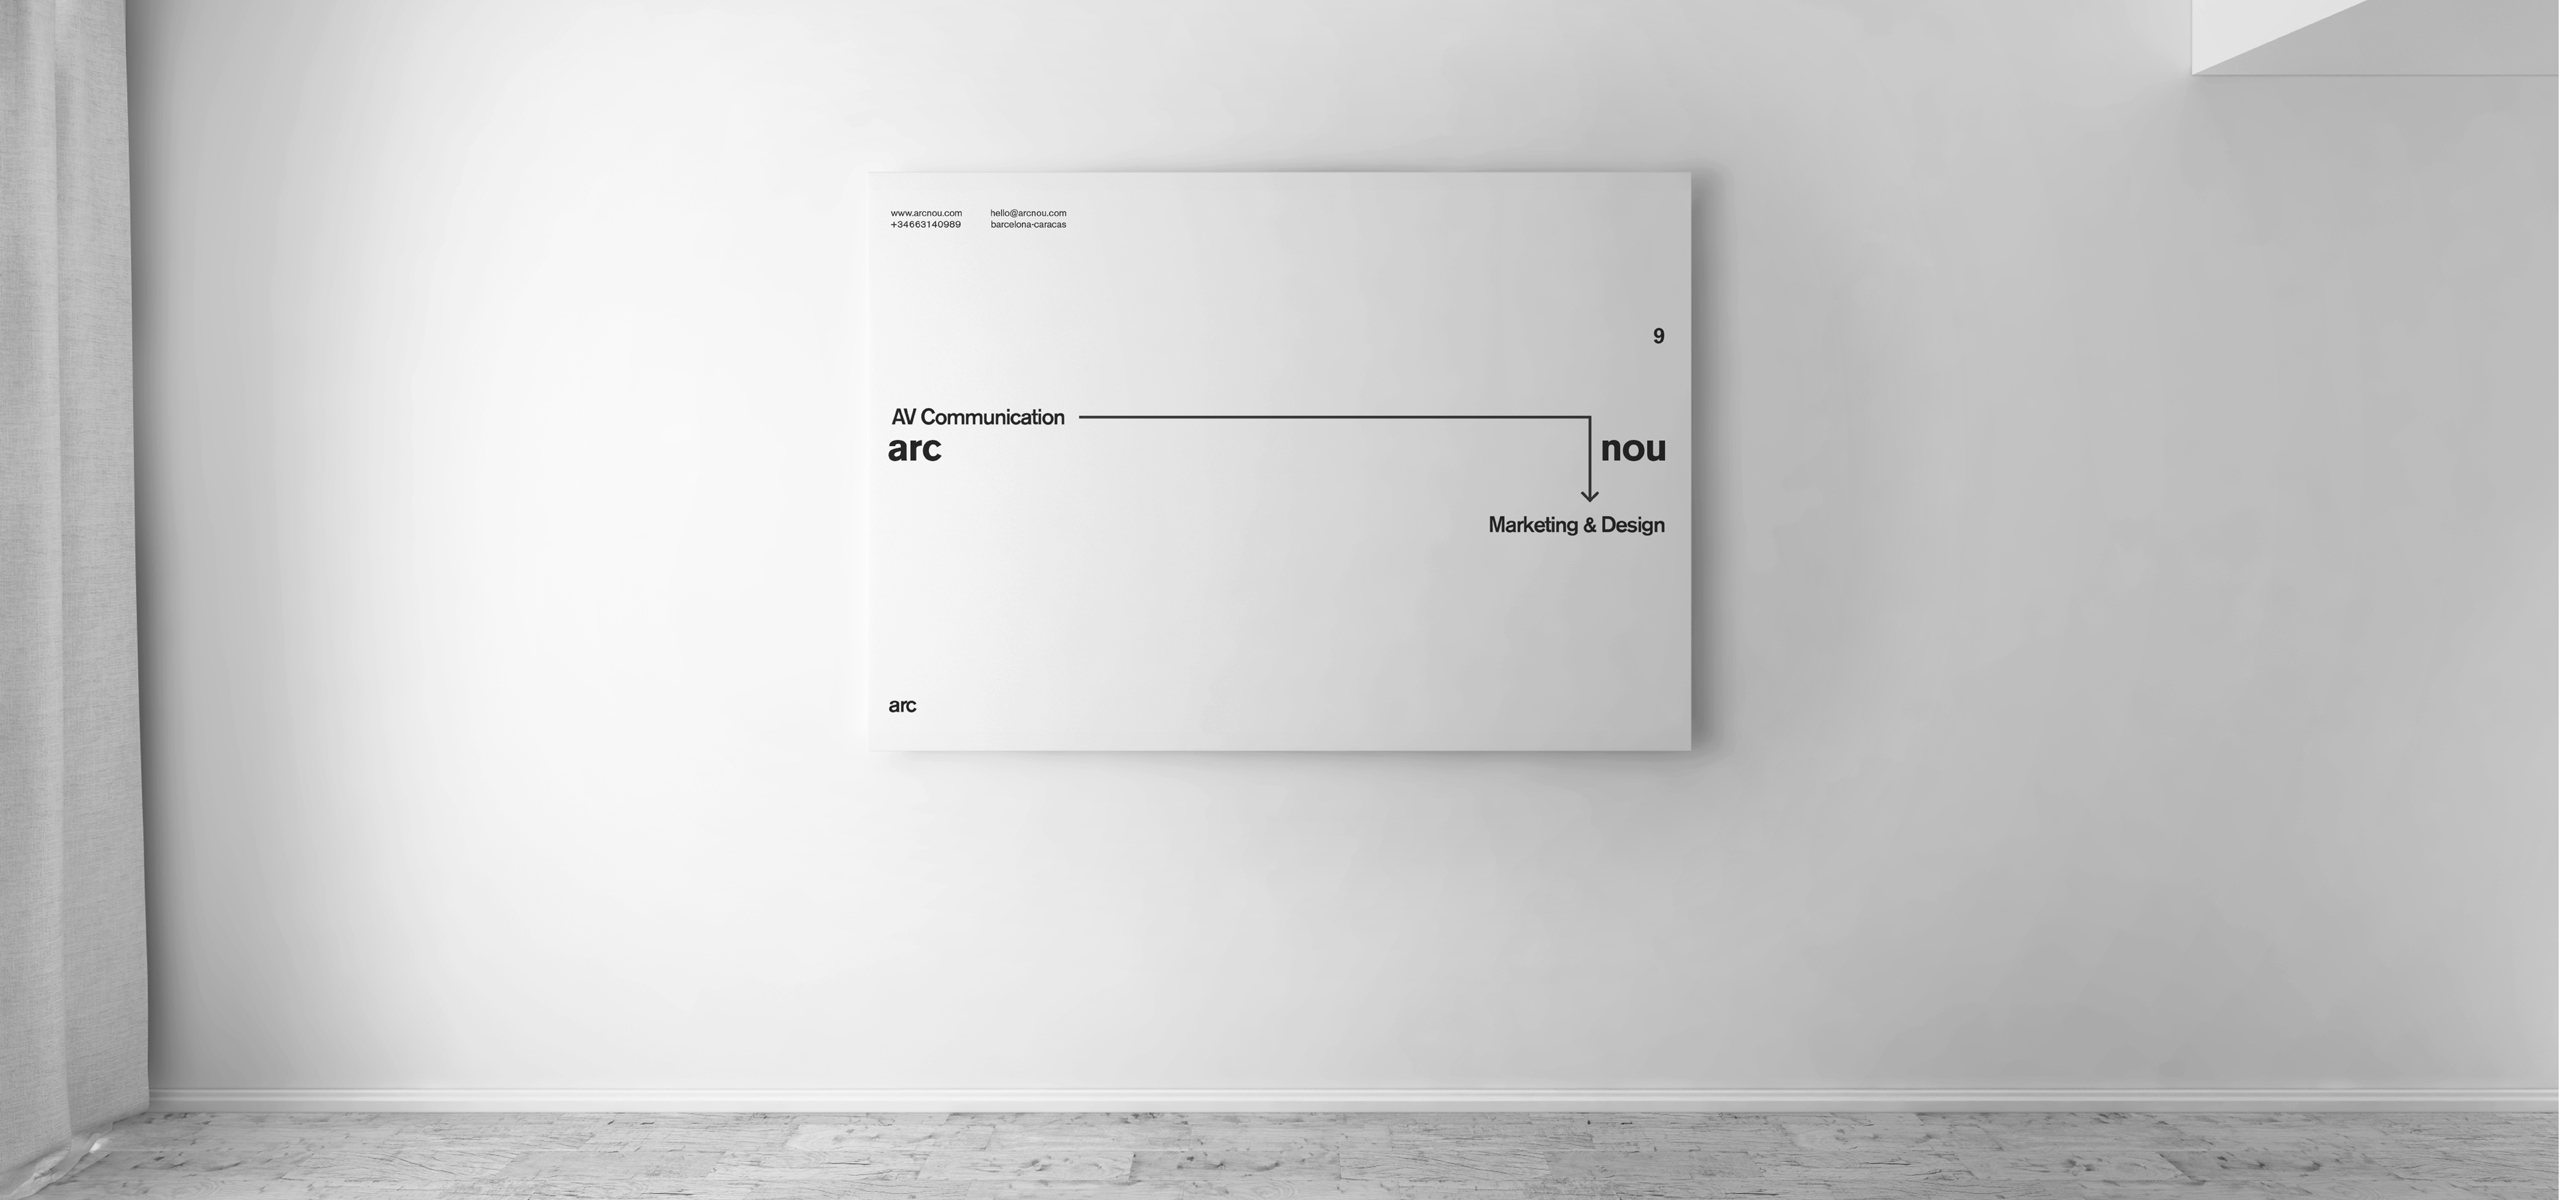 www.arcnou.com
+34663140989
hello@arcnou.com
barcelona-caracas
9
AV Communication
arc
nou
Marketing & Design
arc